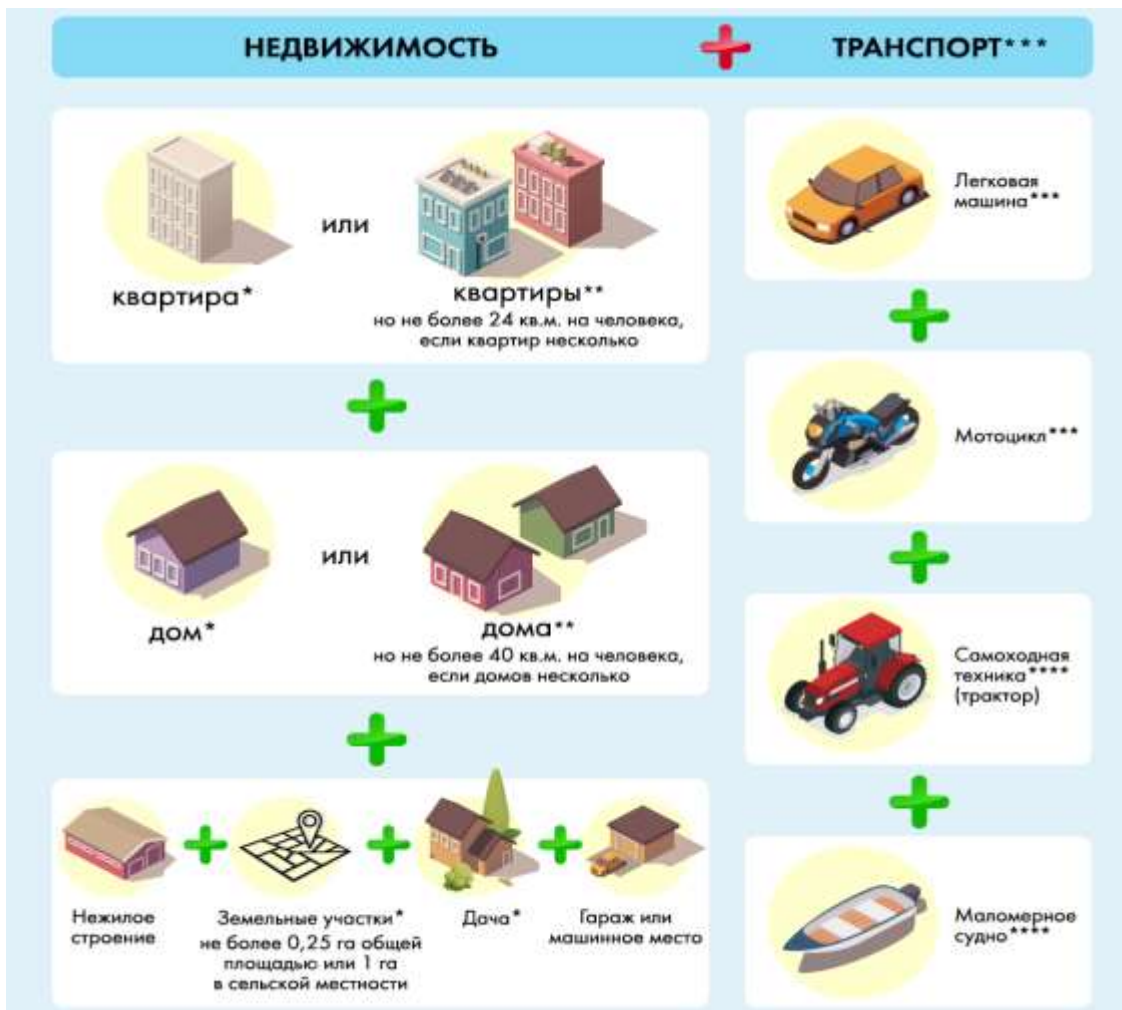 НЕДВИЖИМОСТЬ
ТРАНСПОРТ***
квартира*
или
квартиры**
но не более 24 кв.м. на человека,
если квартир несколько
дом*
или
дома**
но не более 40 кв.м. на человека,
если домов несколько
Нежилое
строение
Земельные участки*
не более 0,25 га общей
площадью или 1 га
в сельской местности
Дача*
Гараж или
машинное место
Легковая
машина***
Мотоцикл***
Самоходная
техника****
(трактор)
Маломерное
судно****